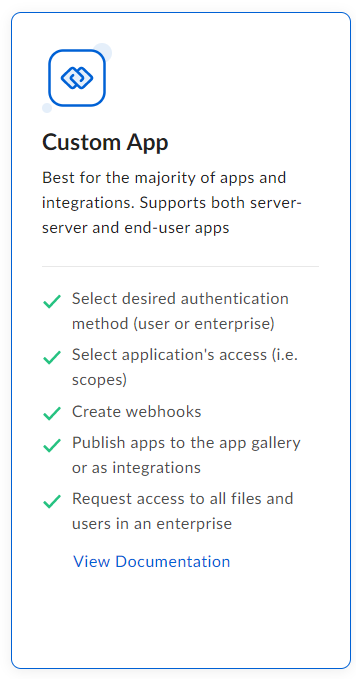 Custom App
Best for the majority of apps and
integrations. Supports both server-
server and end-user apps
Select desired authentication
method (user or enterprise)
Select application's access (i.e.
scopes)
Create webhooks
Publish apps to the app gallery
or as integrations
Request access to all files and
users in an enterprise
View Documentation